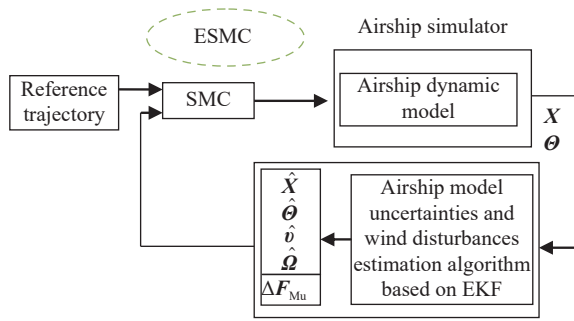 ESMC
Airship simulator
Reference
trajectory
SMC
Airship dynamic
model
X
Θ
X̂
Θ̂
υ̂
Ω̂
ΔF_Mu
Airship model
uncertainties and
wind disturbances
estimation algorithm
based on EKF